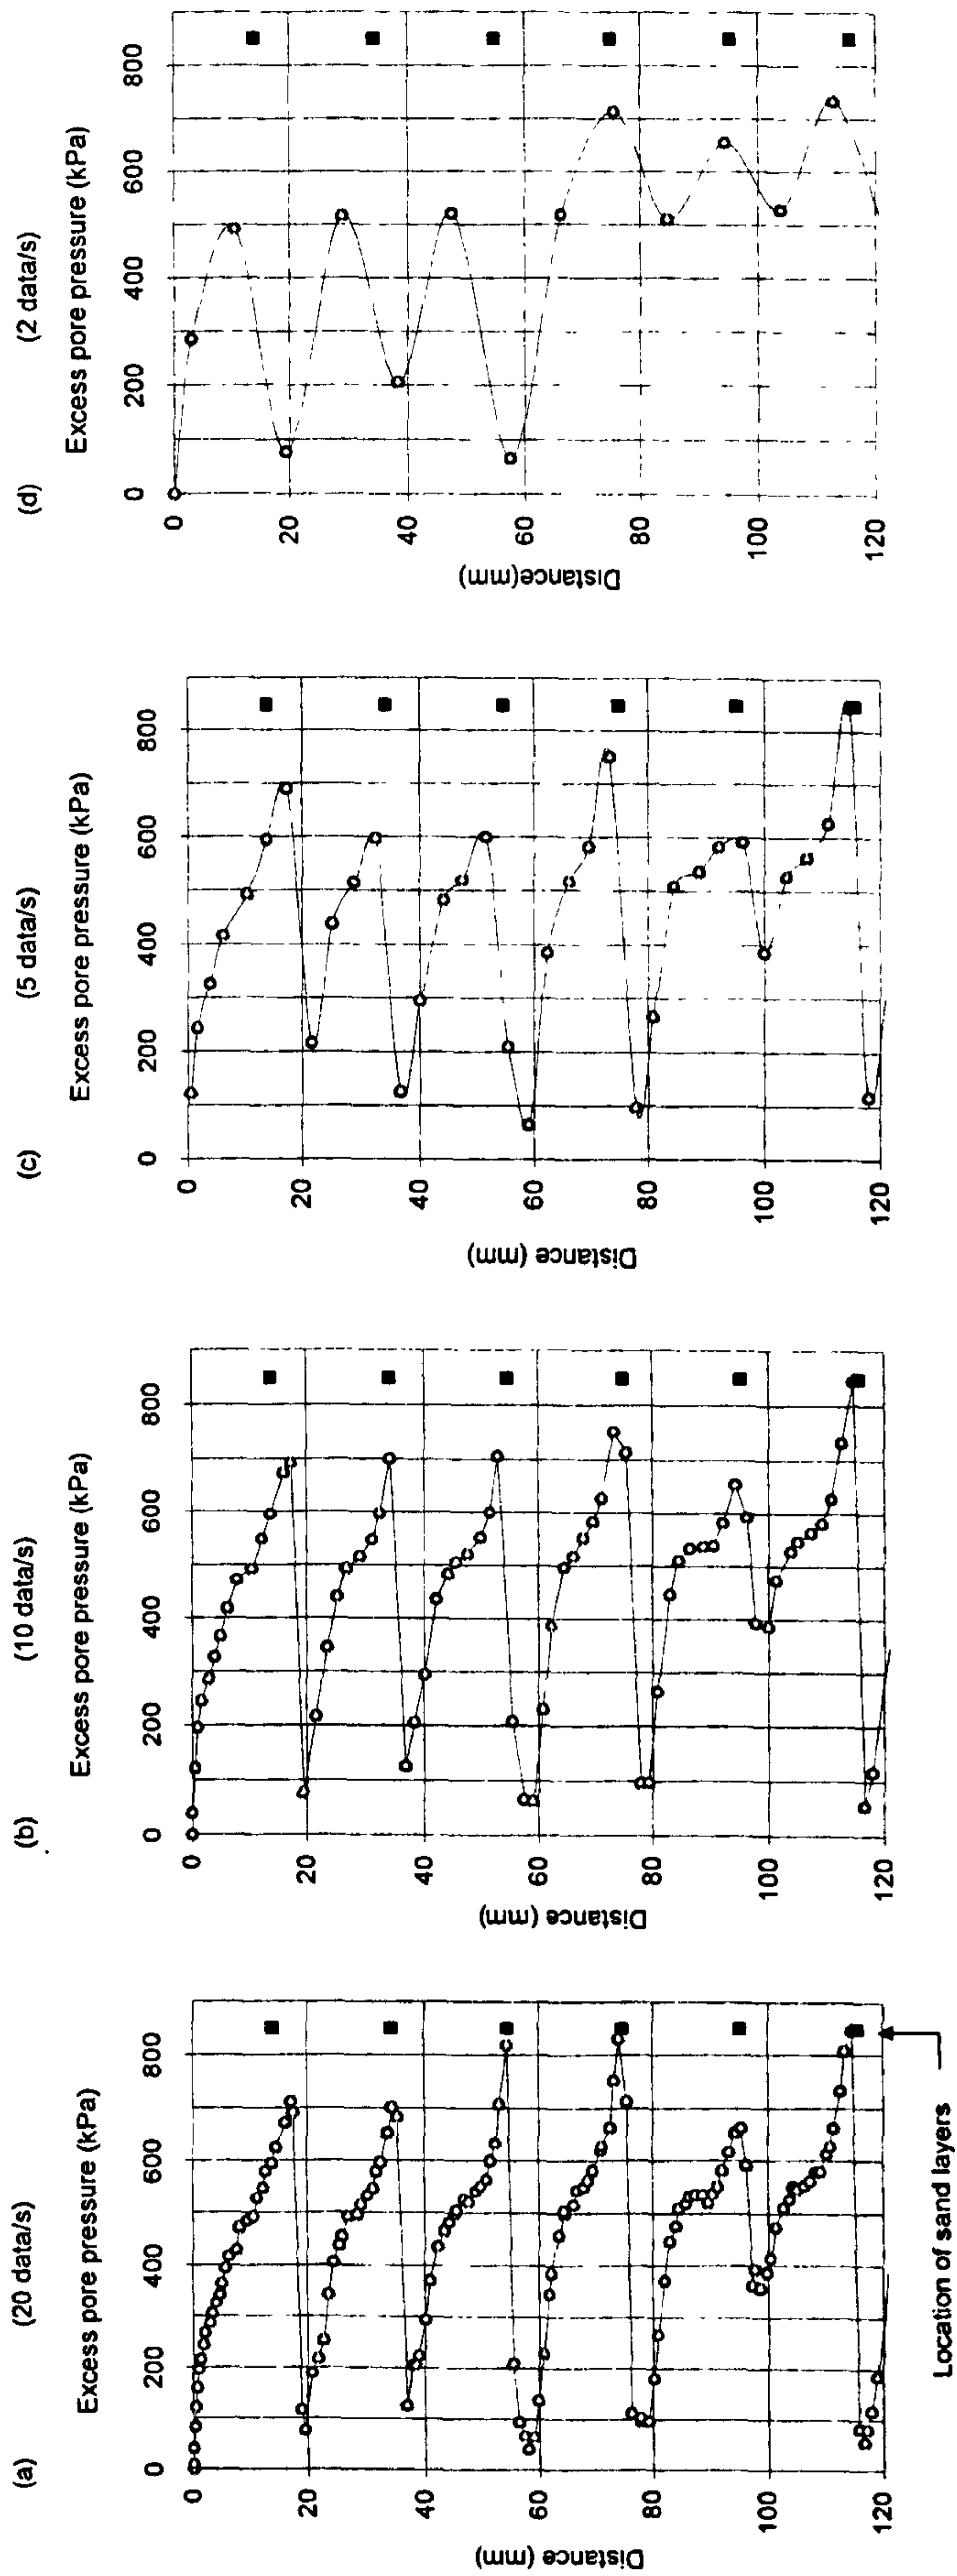 (a)
(20 data/s)
Excess pore pressure (kPa)
0 200 400 600 800
0
20
40
60
80
100
120
Distance (mm)
Location of sand layers
(b)
(10 data/s)
Excess pore pressure (kPa)
0 200 400 600 800
0
20
40
60
80
100
120
Distance (mm)
(c)
(5 data/s)
Excess pore pressure (kPa)
0 200 400 600 800
0
20
40
60
80
100
120
Distance (mm)
(d)
(2 data/s)
Excess pore pressure (kPa)
0 200 400 600 800
0
20
40
60
80
100
120
Distance(mm)